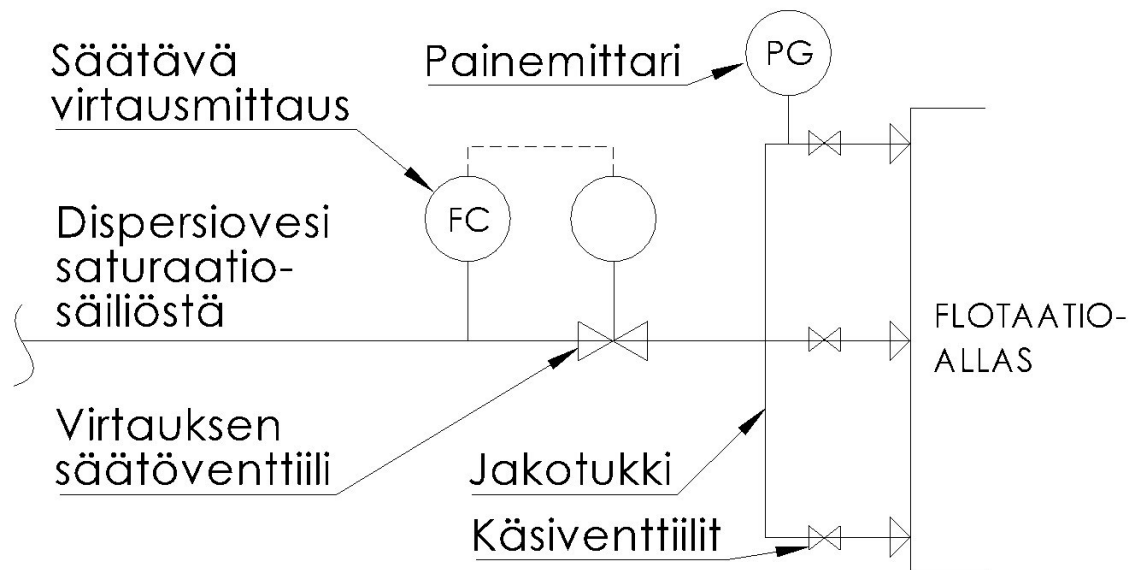 Säätävä
virtausmittaus
Painemittari
PG
FC
Dispersiovesi
saturaatio-
säiliöstä
FLOTAATIO-
ALLAS
Virtauksen
säätöventtiili
Jakotukki
Käsiventtiilit